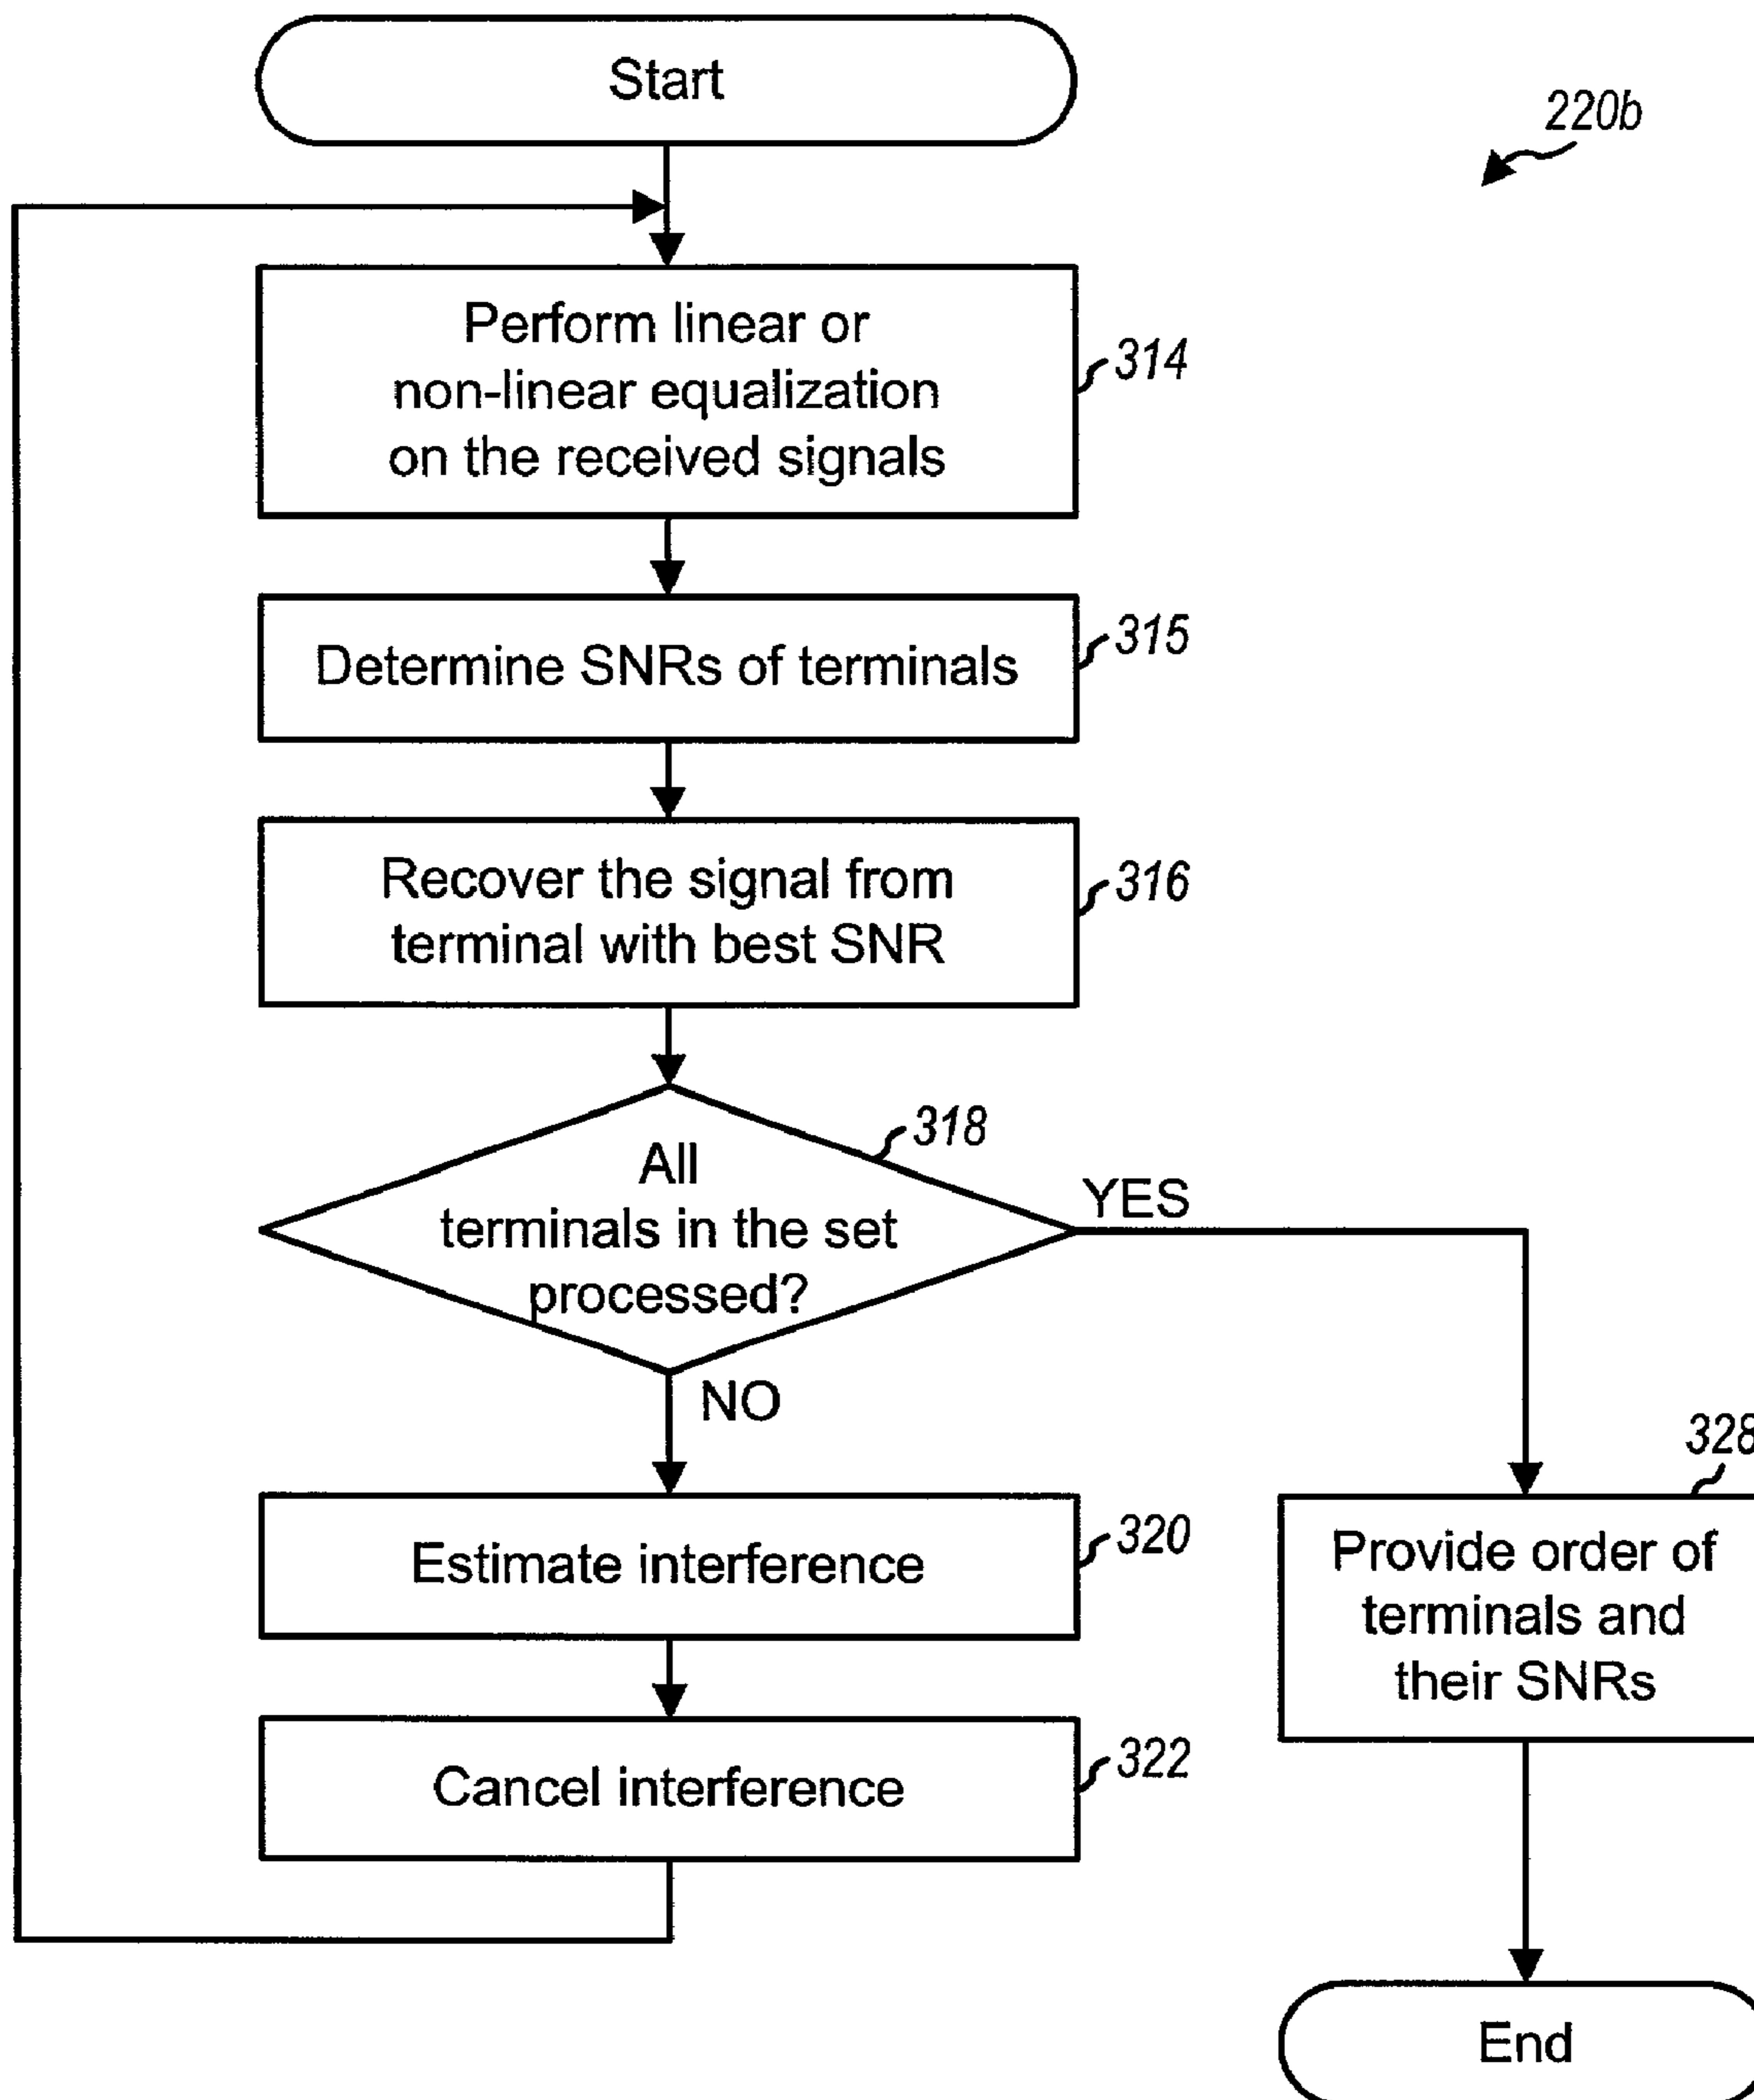 Start
220b
Perform linear or
non-linear equalization
on the received signals
314
Determine SNRs of terminals
315
Recover the signal from
terminal with best SNR
316
318
All
terminals in the set
processed?
YES
NO
328
Estimate interference
320
Provide order of
terminals and
their SNRs
Cancel interference
322
End